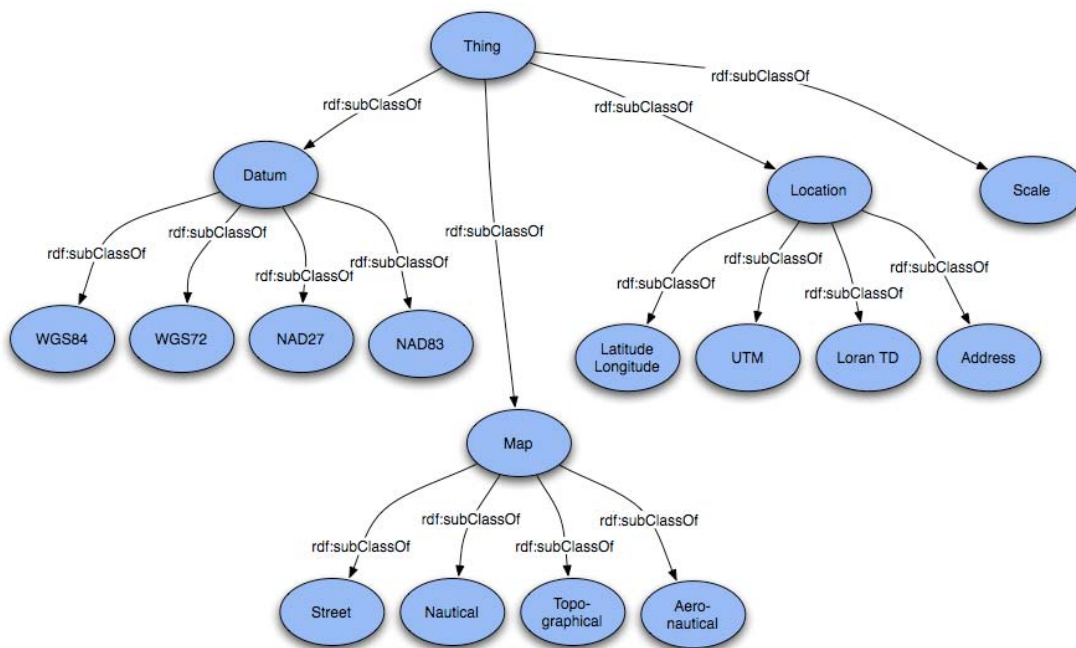 Thing
rdf:subClassOf
rdf:subClassOf
rdf:subClassOf
Datum
Location
Scale
rdf:subClassOf
rdf:subClassOf
rdf:subClassOf
rdf:subClassOf
rdf:subClassOf
rdf:subClassOf
rdf:subClassOf
rdf:subClassOf
rdf:subClassOf
WGS84
WGS72
NAD27
NAD83
Latitude
Longitude
UTM
Loran TD
Address
Map
rdf:subClassOf
rdf:subClassOf
rdf:subClassOf
rdf:subClassOf
Street
Nautical
Topo-
graphical
Aero-
nautical